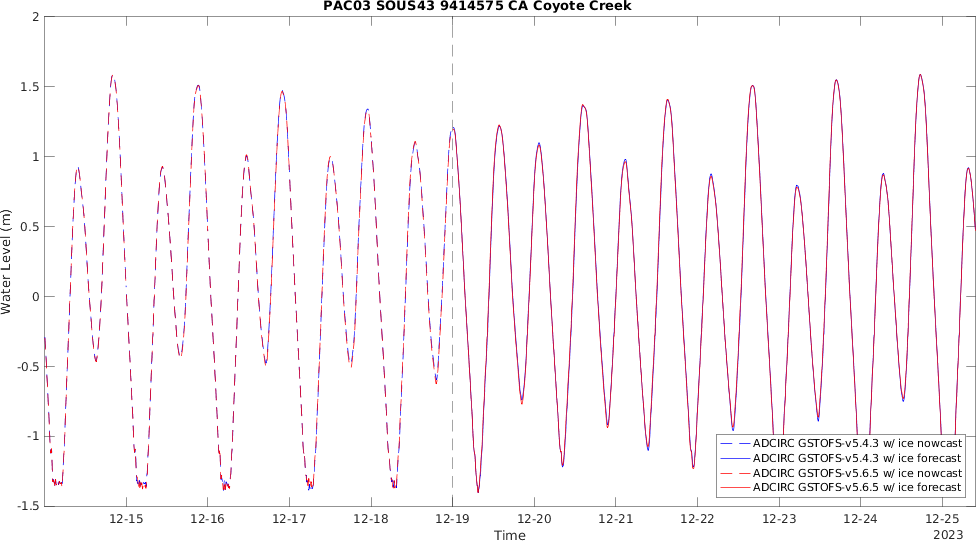 PAC03 SOUS43 9414575 CA Coyote Creek
2
1.5
1
0.5
0
-0.5
-1
-1.5
Water Level (m)
ADCIRC GSTOFS-v5.4.3 w/ ice nowcast
ADCIRC GSTOFS-v5.4.3 w/ ice forecast
ADCIRC GSTOFS-v5.6.5 w/ ice nowcast
ADCIRC GSTOFS-v5.6.5 w/ ice forecast
12-15 12-16 12-17 12-18 12-19 12-20 12-21 12-22 12-23 12-24 12-25
Time 2023